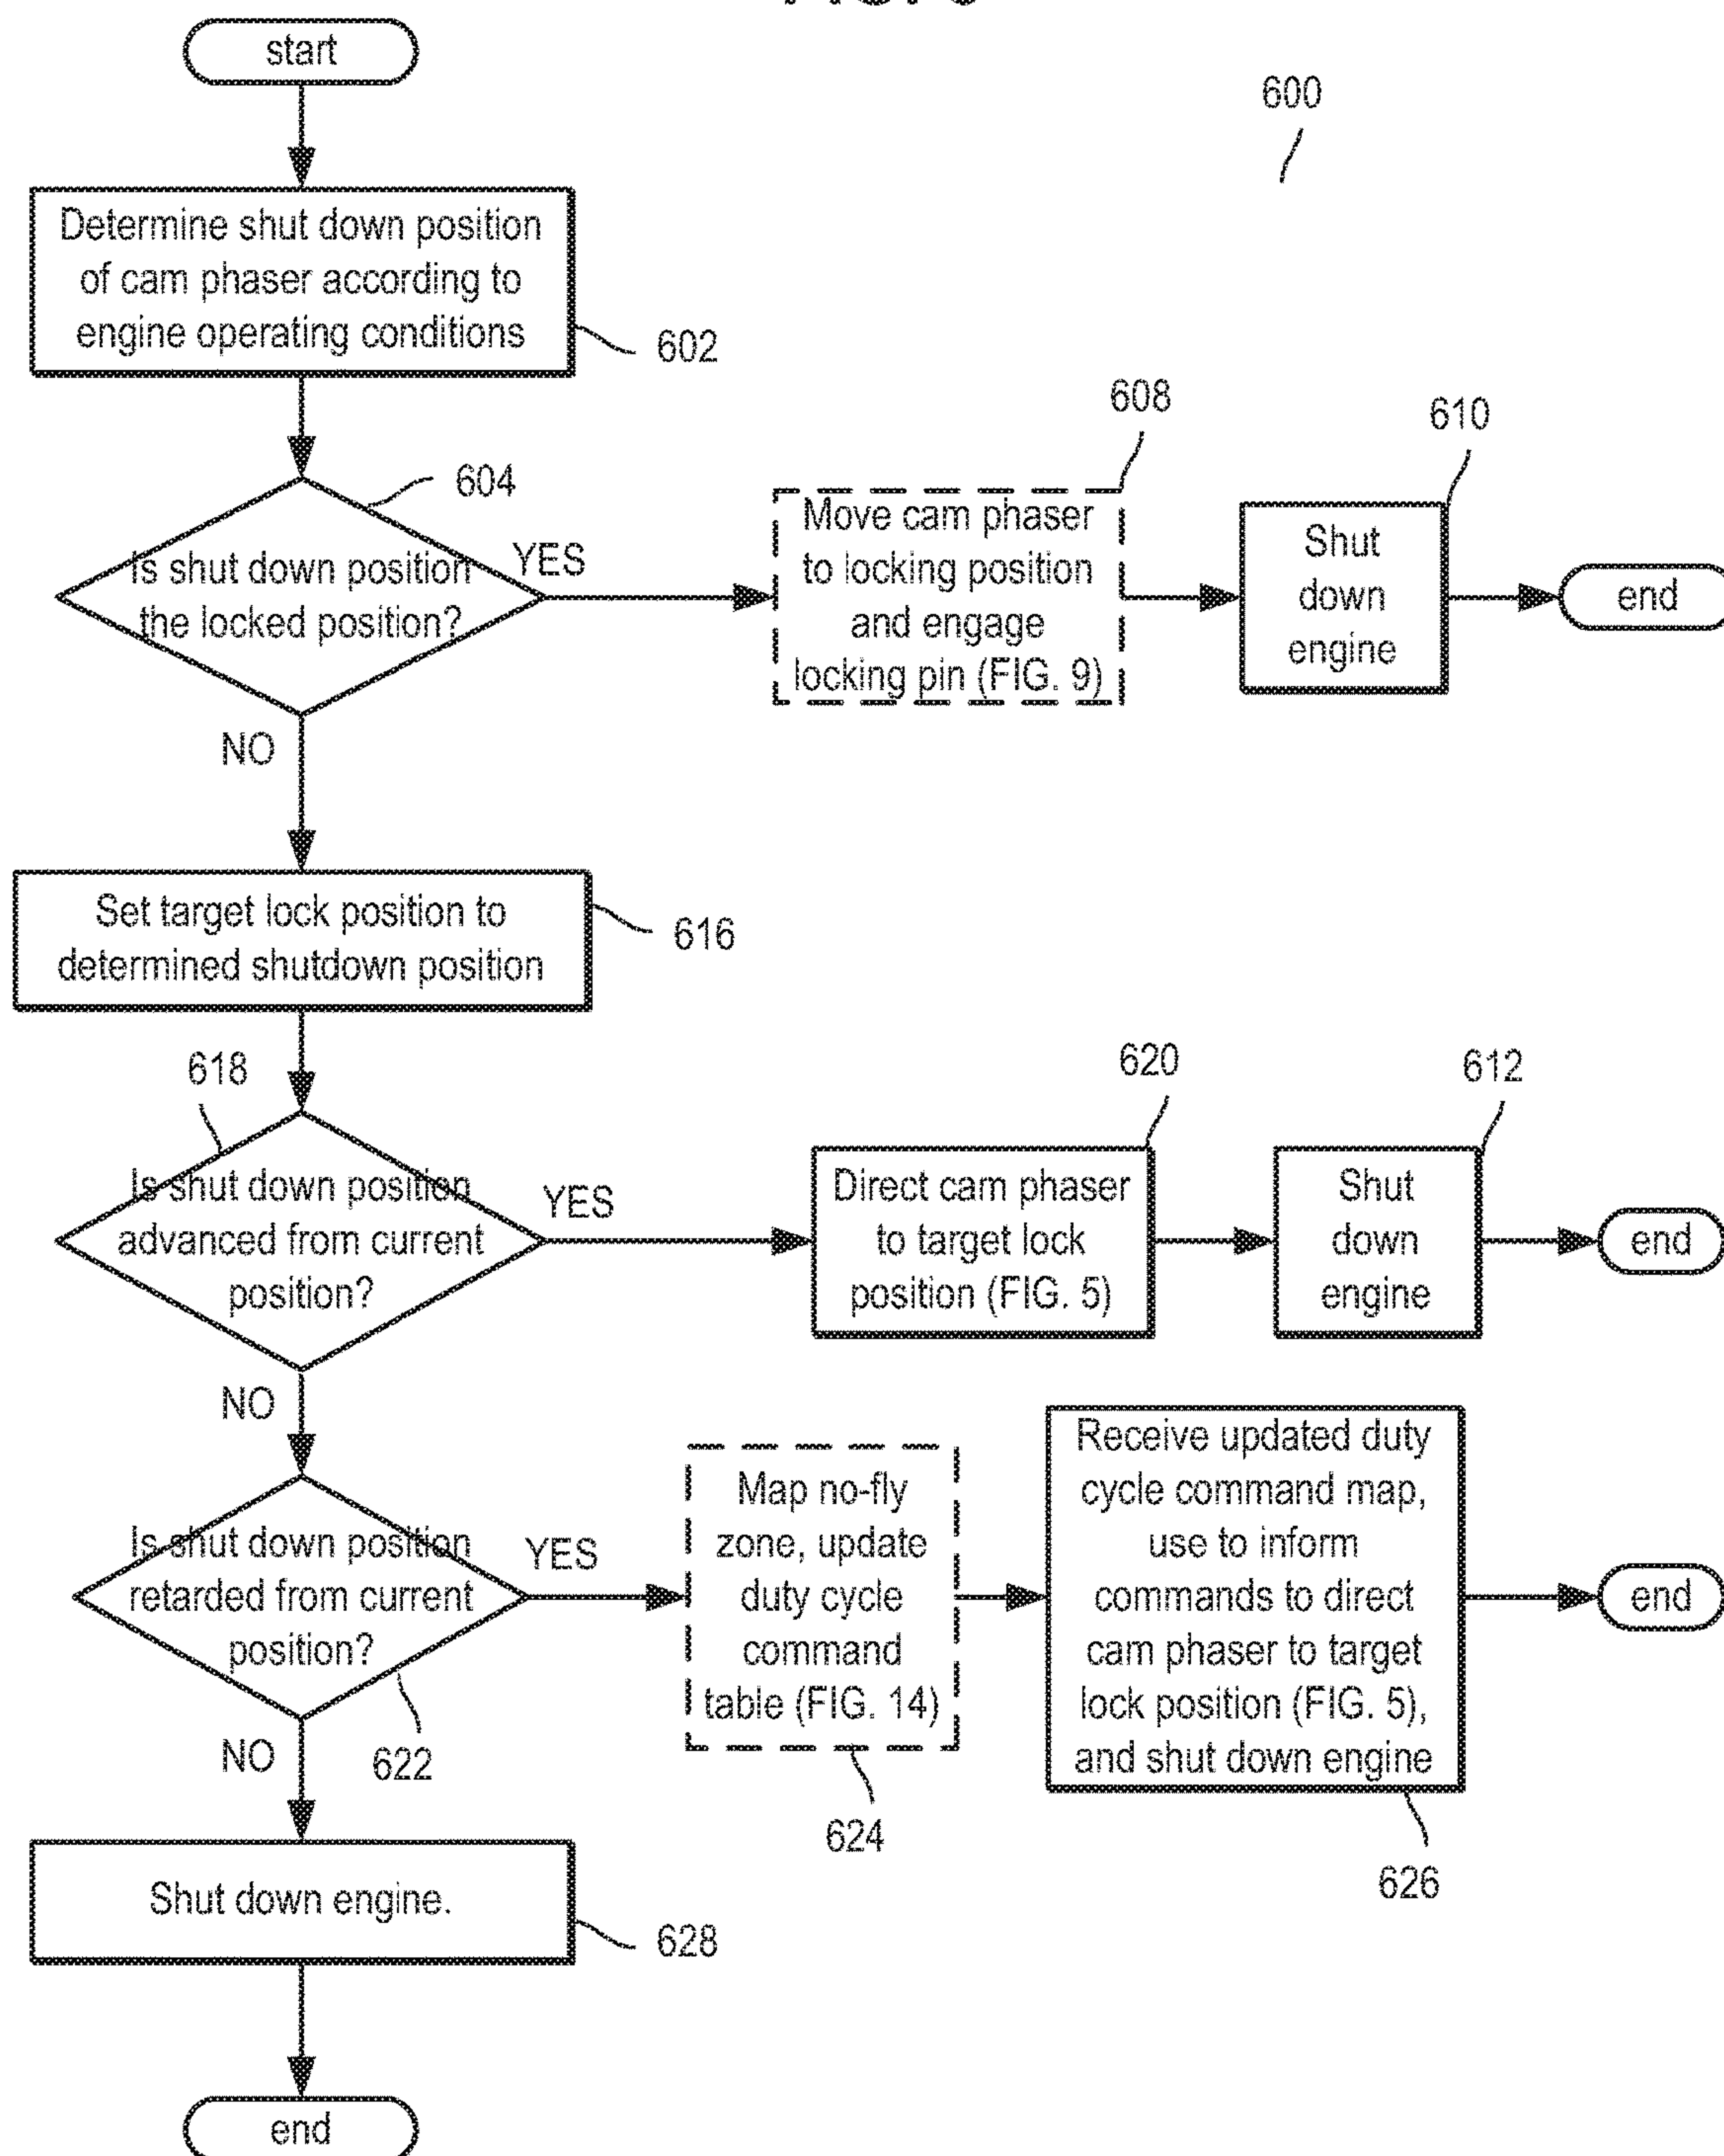 start
600
Determine shut down position
of cam phaser according to
engine operating conditions
602
604
Is shut down position
the locked position?
YES
608
Move cam phaser
to locking position
and engage
locking pin (FIG. 9)
610
Shut
down
engine
end
NO
Set target lock position to
determined shutdown position
616
618
Is shut down position
advanced from current
position?
YES
620
Direct cam phaser
to target lock
position (FIG. 5)
612
Shut
down
engine
end
NO
Is shut down position
retarded from current
position?
622
YES
Map no-fly
zone, update
duty cycle
command
table (FIG. 14)
624
Receive updated duty
cycle command map,
use to inform
commands to direct
cam phaser to target
lock position (FIG. 5),
and shut down engine
626
end
NO
Shut down engine.
628
end